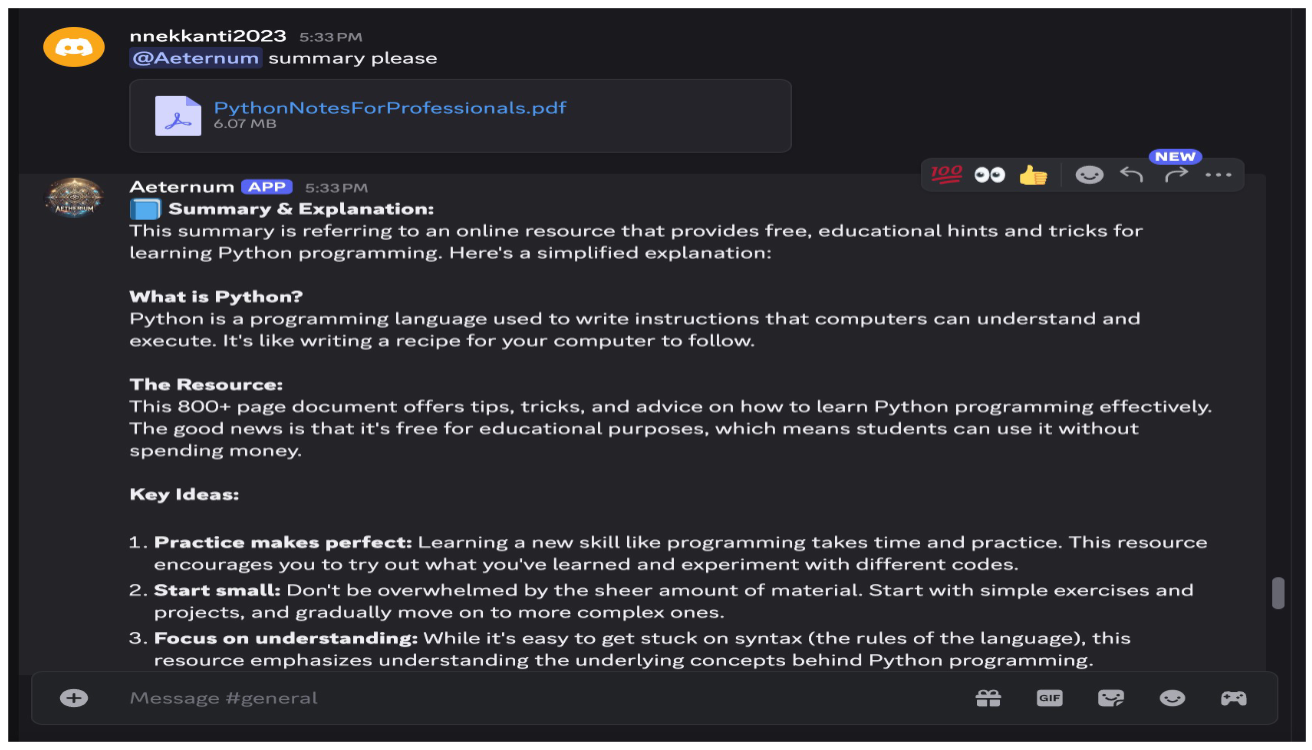 nnekkanti2023 5:33 PM
@Aeternum summary please
PythonNotesForProfessionals.pdf
6.07 MB
NEW
100
Aeternum APP 5:33 PM
AETHERIUM
Summary & Explanation:
This summary is referring to an online resource that provides free, educational hints and tricks for
learning Python programming. Here's a simplified explanation:
What is Python?
Python is a programming language used to write instructions that computers can understand and
execute. It's like writing a recipe for your computer to follow.
The Resource:
This 800+ page document offers tips, tricks, and advice on how to learn Python programming effectively.
The good news is that it's free for educational purposes, which means students can use it without
spending money.
Key Ideas:
1. Practice makes perfect: Learning a new skill like programming takes time and practice. This resource
encourages you to try out what you've learned and experiment with different codes.
2. Start small: Don't be overwhelmed by the sheer amount of material. Start with simple exercises and
projects, and gradually move on to more complex ones.
3. Focus on understanding: While it's easy to get stuck on syntax (the rules of the language), this
resource emphasizes understanding the underlying concepts behind Python programming.
Message #general
GIF